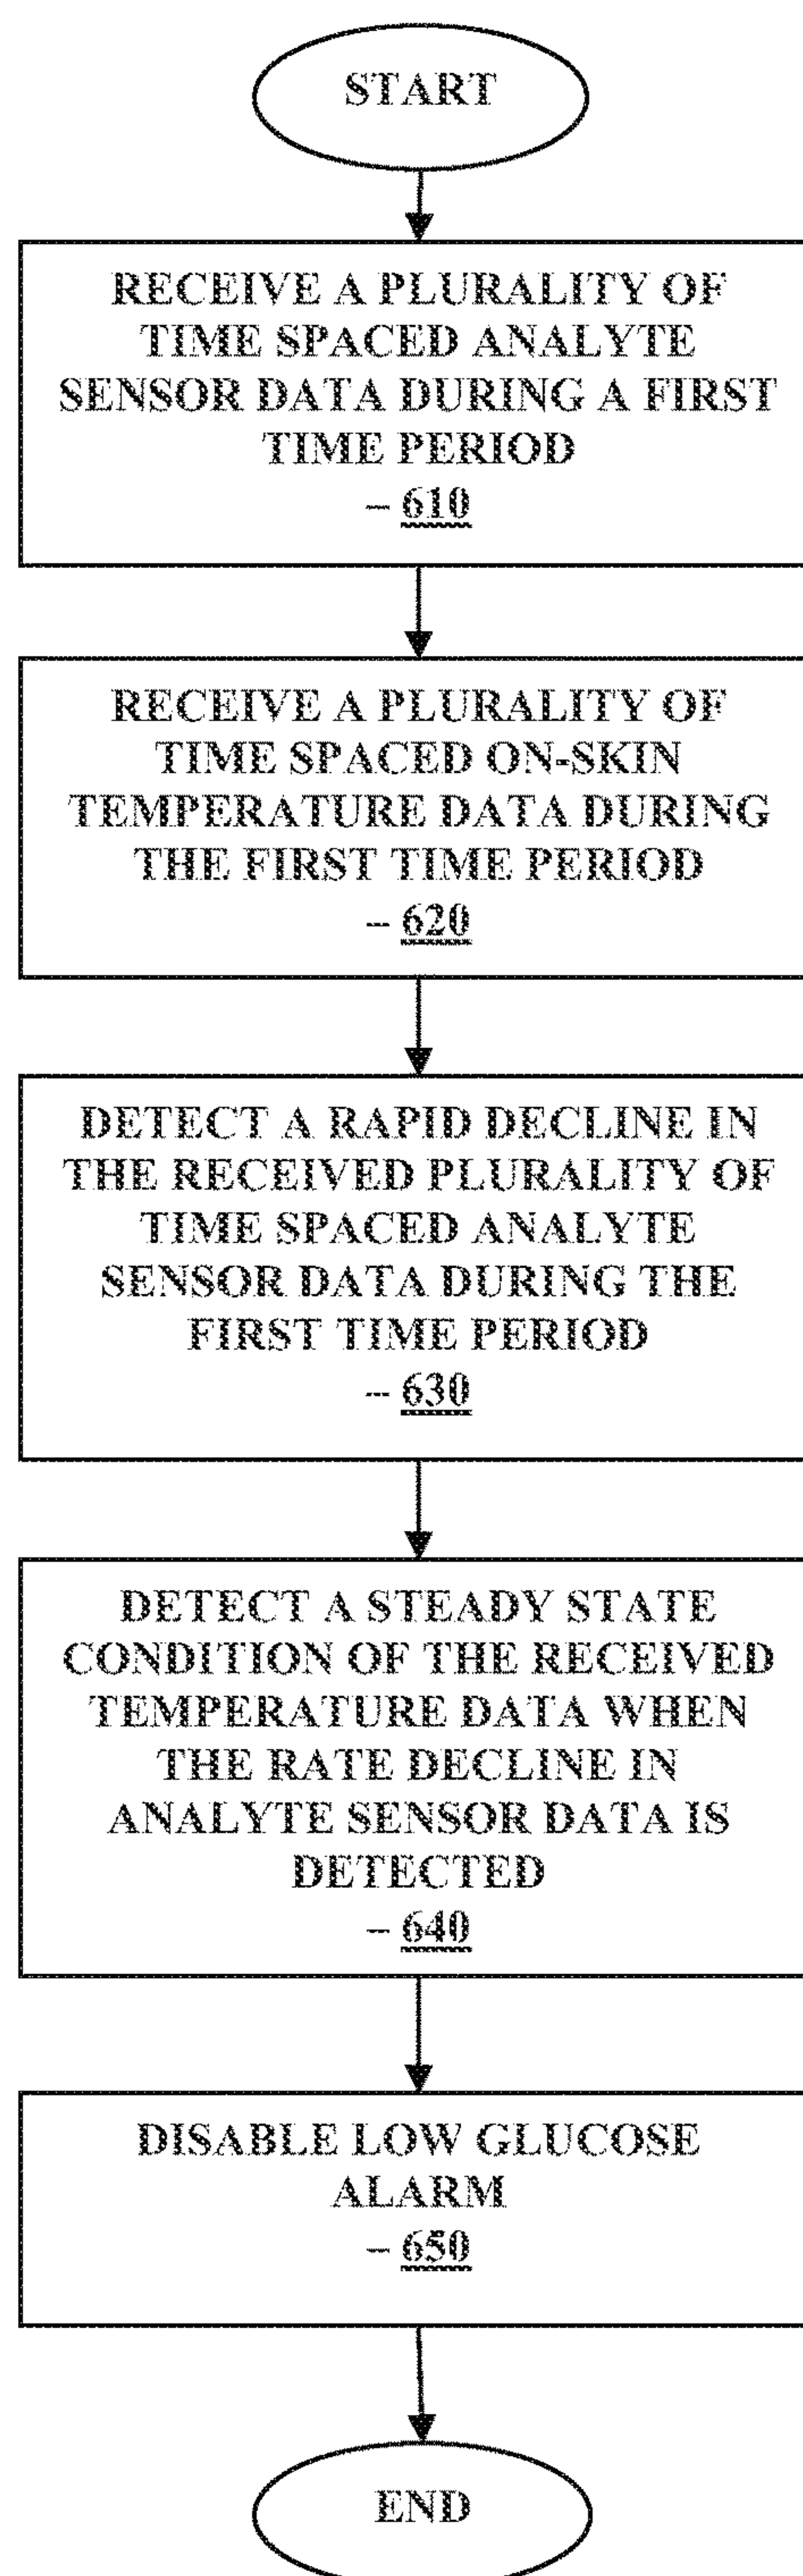 START
RECEIVE A PLURALITY OF
TIME SPACED ANALYTE
SENSOR DATA DURING A FIRST
TIME PERIOD
-- 610
RECEIVE A PLURALITY OF
TIME SPACED ON-SKIN
TEMPERATURE DATA DURING
THE FIRST TIME PERIOD
-- 620
DETECT A RAPID DECLINE IN
THE RECEIVED PLURALITY OF
TIME SPACED ANALYTE
SENSOR DATA DURING THE
FIRST TIME PERIOD
-- 630
DETECT A STEADY STATE
CONDITION OF THE RECEIVED
TEMPERATURE DATA WHEN
THE RATE DECLINE IN
ANALYTE SENSOR DATA IS
DETECTED
-- 640
DISABLE LOW GLUCOSE
ALARM
-- 650
END